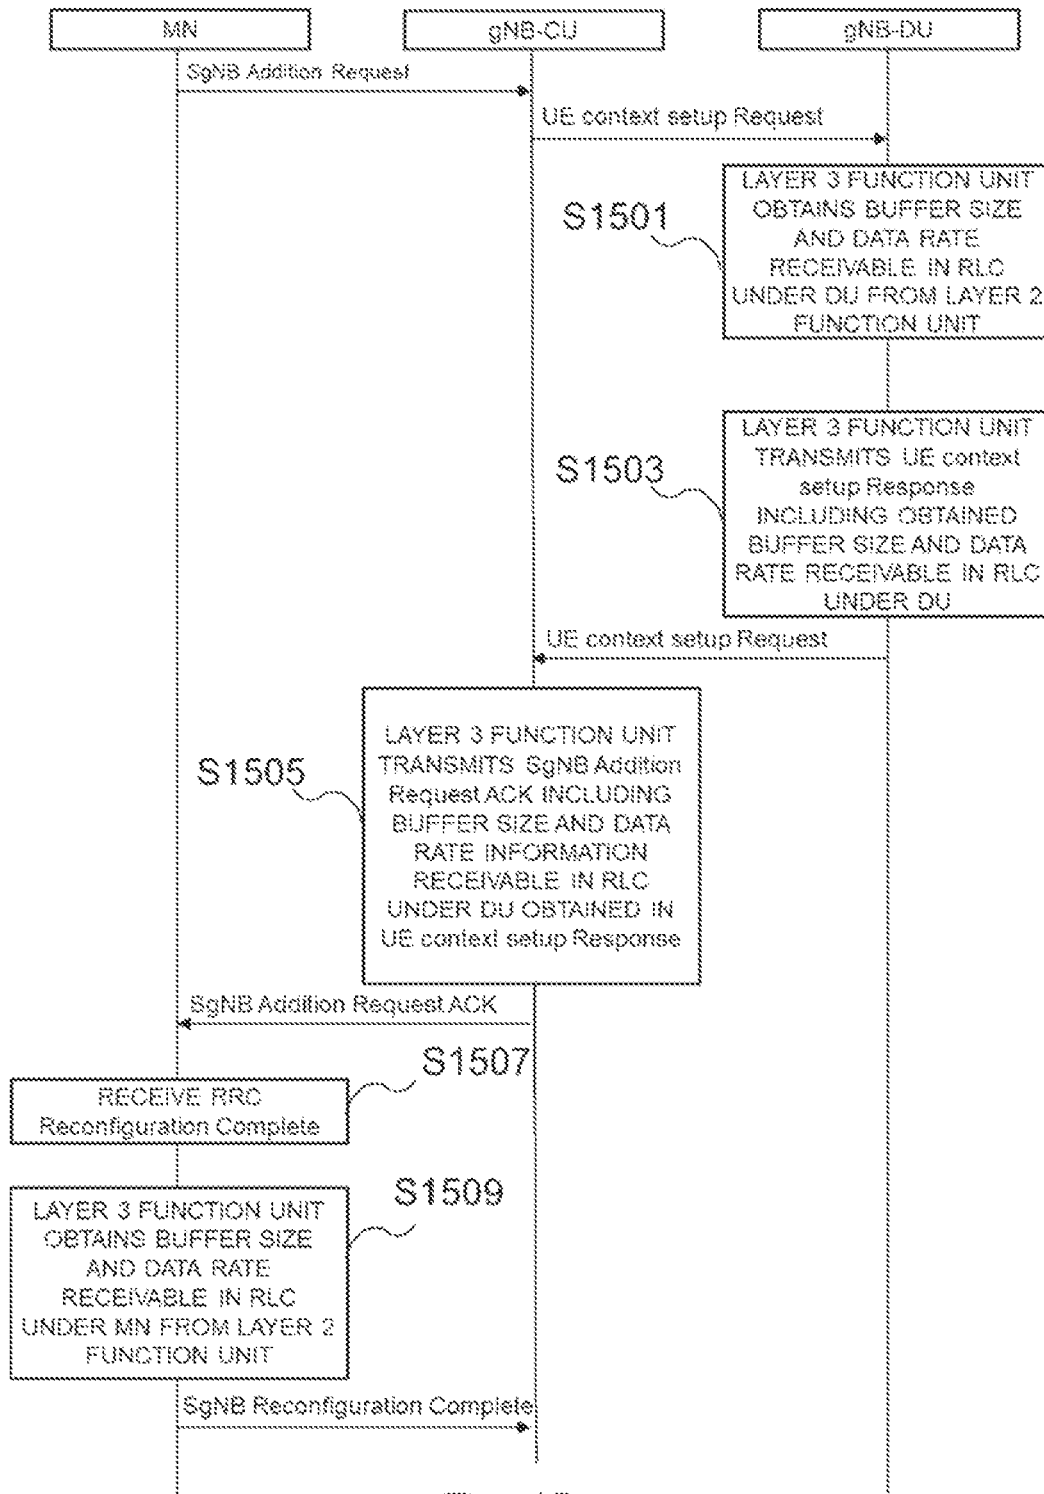 MN
gNB-CU
gNB-DU
SgNB Addition Request
UE context setup Request
LAYER 3 FUNCTION UNIT
OBTAINS BUFFER SIZE
AND DATA RATE
RECEIVABLE IN RLC
UNDER DU FROM LAYER 2
FUNCTION UNIT
S1501
LAYER 3 FUNCTION UNIT
TRANSMITS UE context
setup Response
INCLUDING OBTAINED
BUFFER SIZE AND DATA
RATE RECEIVABLE IN RLC
UNDER DU
S1503
UE context setup Request
LAYER 3 FUNCTION UNIT
TRANSMITS SgNB Addition
Request ACK INCLUDING
BUFFER SIZE AND DATA
RATE INFORMATION
RECEIVABLE IN RLC
UNDER DU OBTAINED IN
UE context setup Response
S1505
SgNB Addition Request ACK
S1507
RECEIVE RRC
Reconfiguration Complete
S1509
LAYER 3 FUNCTION UNIT
OBTAINS BUFFER SIZE
AND DATA RATE
RECEIVABLE IN RLC
UNDER MN FROM LAYER 2
FUNCTION UNIT
SgNB Reconfiguration Complete